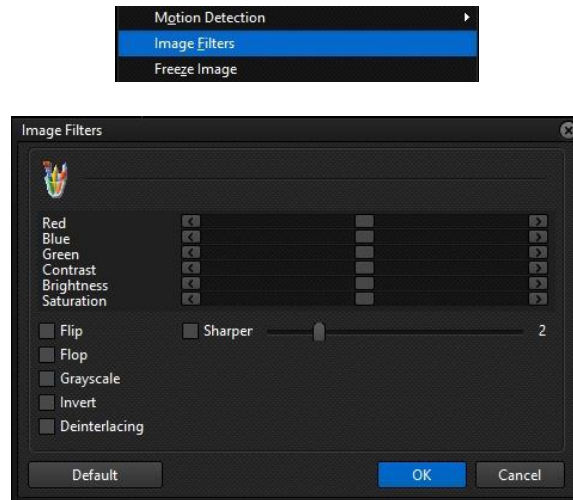 Motion Detection
Image Filters
Freeze Image
Image Filters
Red
Blue
Green
Contrast
Brightness
Saturation
Flip
Sharper 2
Flop
Grayscale
Invert
Deinterlacing
Default OK Cancel